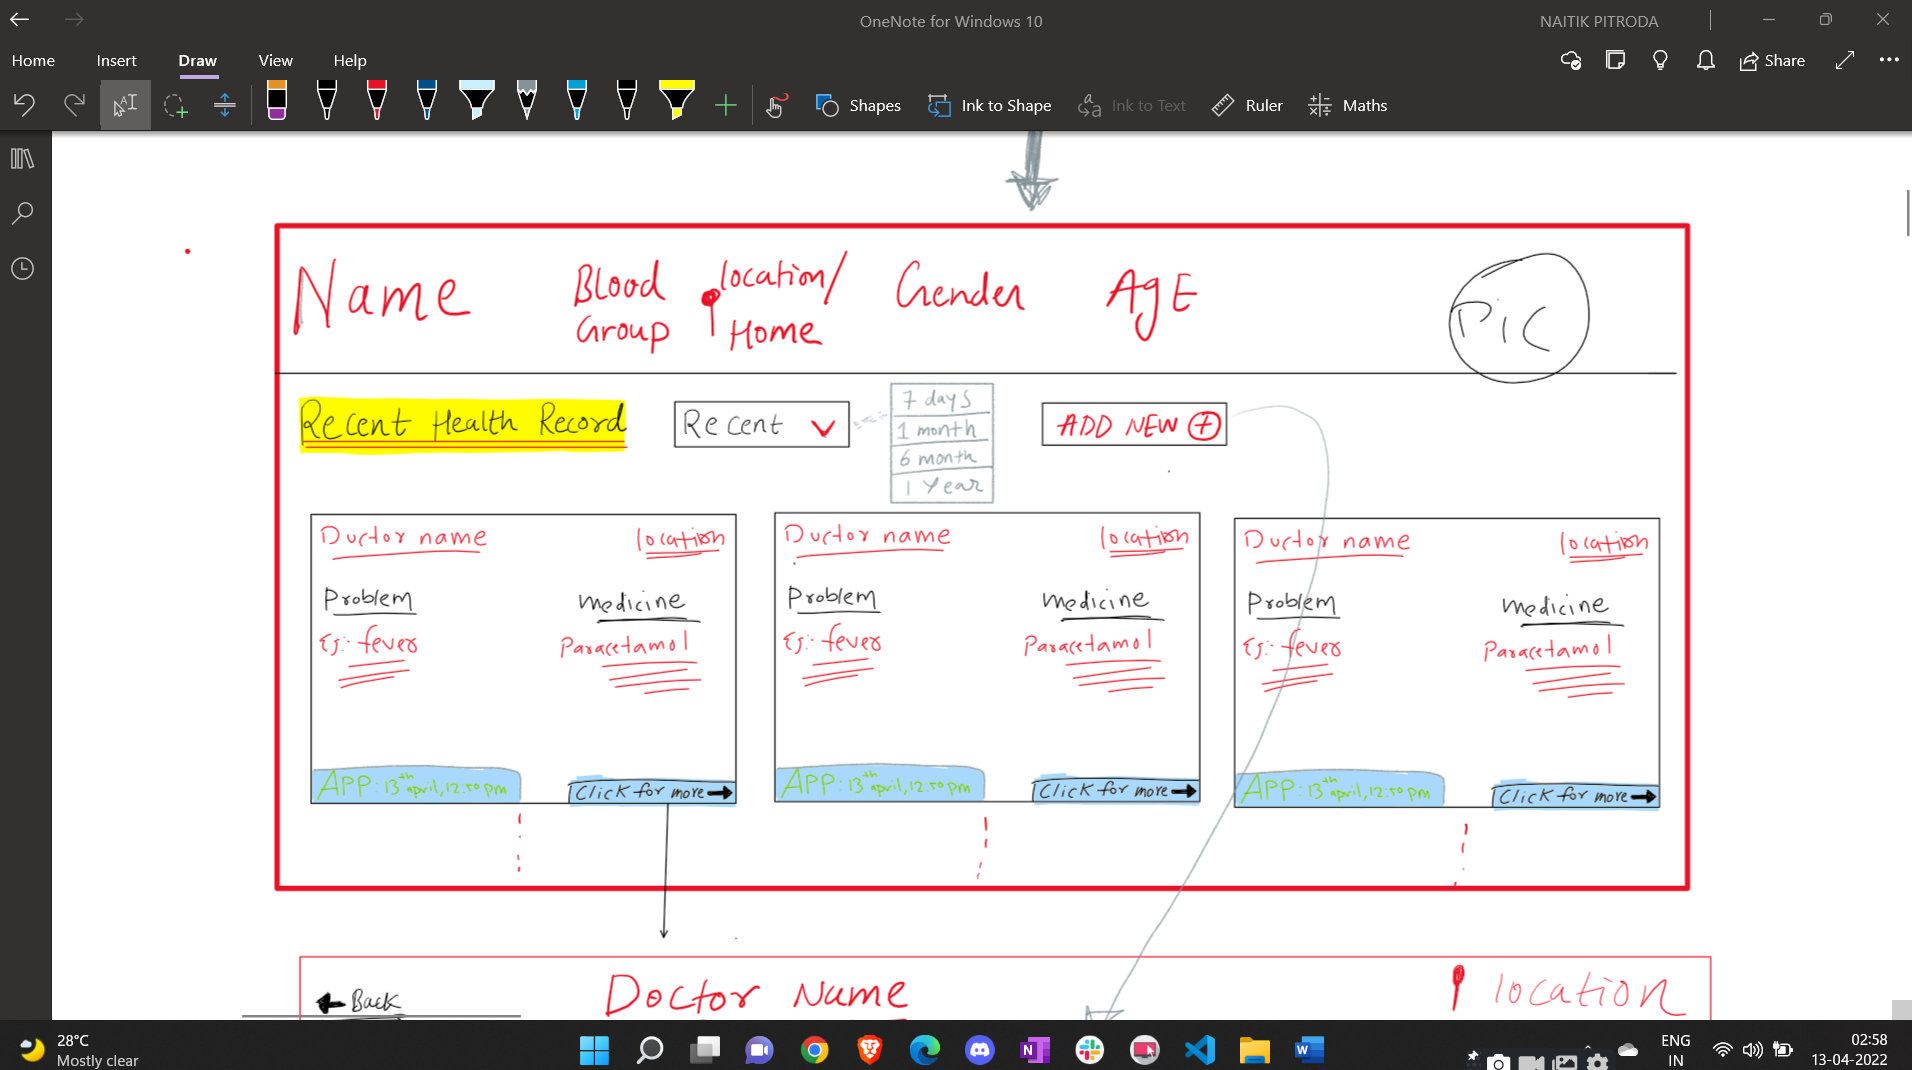 OneNote for Windows 10
NAITIK PITRODA
Home Insert Draw View Help
Share
Shapes Ink to Shape Ink to Text Ruler Maths
Name
Blood Group
location/ Home
Gender
AgE
Pic
Recent Health Record
Recent
7 days
1 month
6 month
1 Year
ADD NEW
Ductor name location
Problem medicine
Eg:- fever Paracetamol
APP: 13th april, 12:50 pm Click for more
Ductor name location
Problem medicine
Eg:- fever Paracetamol
APP: 13th april, 12:50 pm Click for more
Ductor name location
Problem medicine
Eg:- fever Paracetamol
APP: 13th april, 12:50 pm Click for more
Back
Doctor Name
location
28°C
Mostly clear
ENG
IN
02:58
13-04-2022